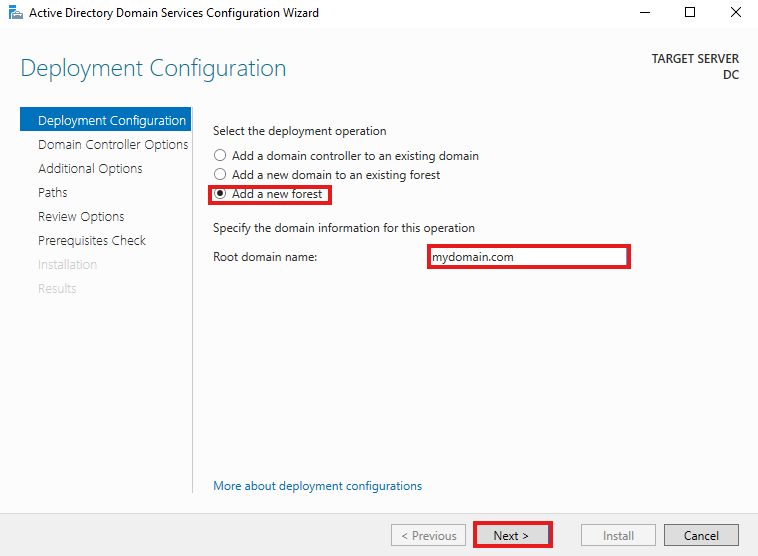 Active Directory Domain Services Configuration Wizard
Deployment Configuration
TARGET SERVER
DC
Deployment Configuration
Domain Controller Options
Additional Options
Paths
Review Options
Prerequisites Check
Installation
Results
Select the deployment operation
Add a domain controller to an existing domain
Add a new domain to an existing forest
Add a new forest
Specify the domain information for this operation
Root domain name: mydomain.com
More about deployment configurations
< Previous Next > Install Cancel